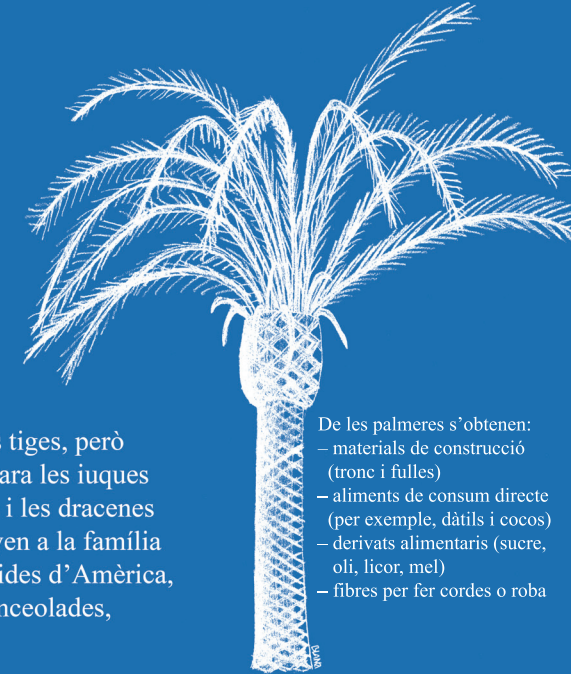 s tiges, però
ara les iuques
i les dracenes
ven a la família
ides d’Amèrica,
nceolades,
De les palmeres s’obtenen:
– materials de construcció
(tronc i fulles)
– aliments de consum directe
(per exemple, dàtils i cocos)
– derivats alimentaris (sucre,
oli, licor, mel)
– fibres per fer cordes o roba